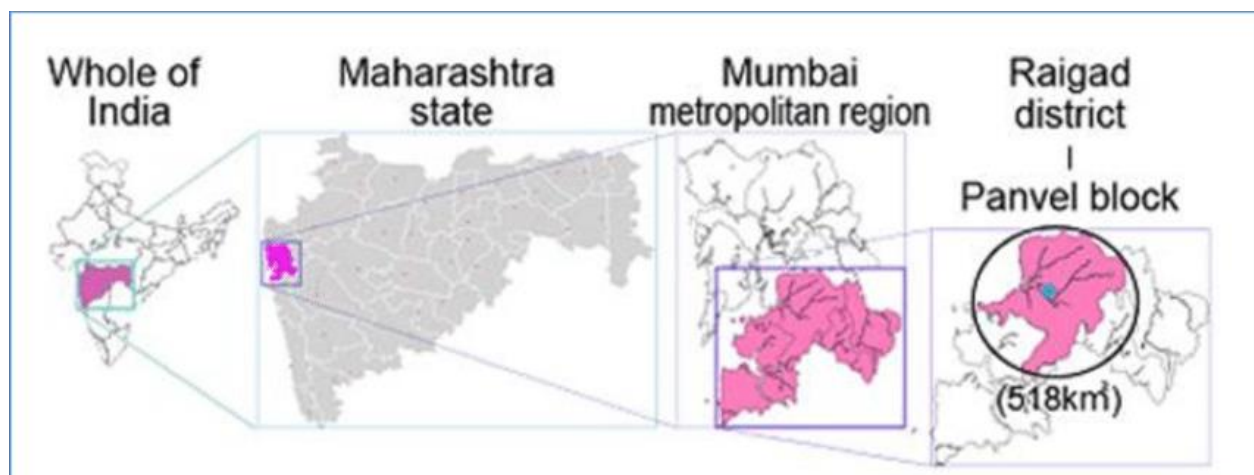 Whole of
India
Maharashtra
state
Mumbai
metropolitan region
Raigad
district
Panvel block
(518km²)